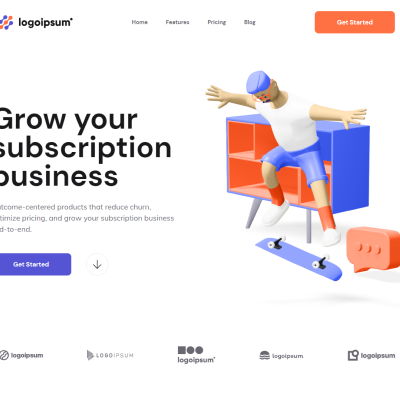 logoipsum
Home
Features
Pricing
Blog
Get Started
Grow your
subscription
business
tcome-centered products that reduce churn,
timize pricing, and grow your subscription business
d-to-end.
Get Started
logoipsum
LOGOIPSUM
logoipsum
logoipsum
logoipsum